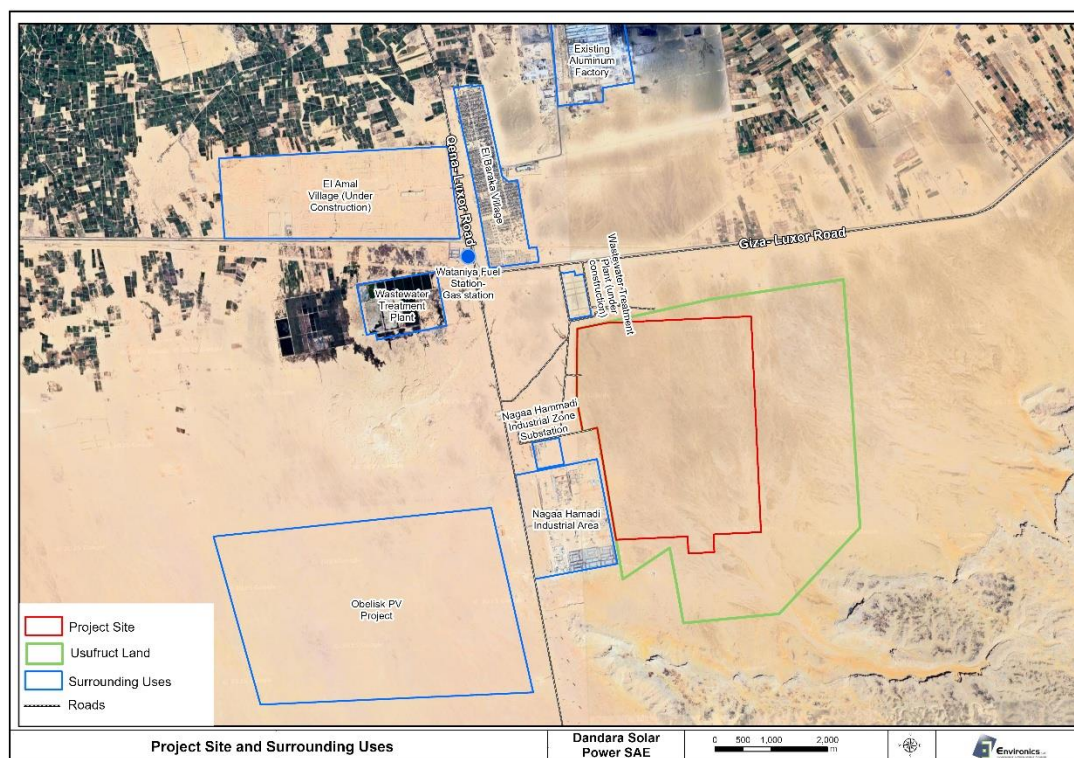 Existing
Aluminum
Factory
Qena- Luxor Road
El Baraka Village
El Amal
Village (Under
Construction)
Giza- Luxor Road
Wataniya Fuel
Station-
Gas station
Wastewater
Treatment
Plant
Wastewater Treatment
Plant (under
construction)
Nagaa Hammadi
Industrial Zone
Substation
Nagaa Hamadi
Industrial Area
Obelisk PV
Project
Project Site
Usufruct Land
Surrounding Uses
Roads
Project Site and Surrounding Uses
Dandara Solar
Power SAE
0 500 1,000 2,000
m
Environics